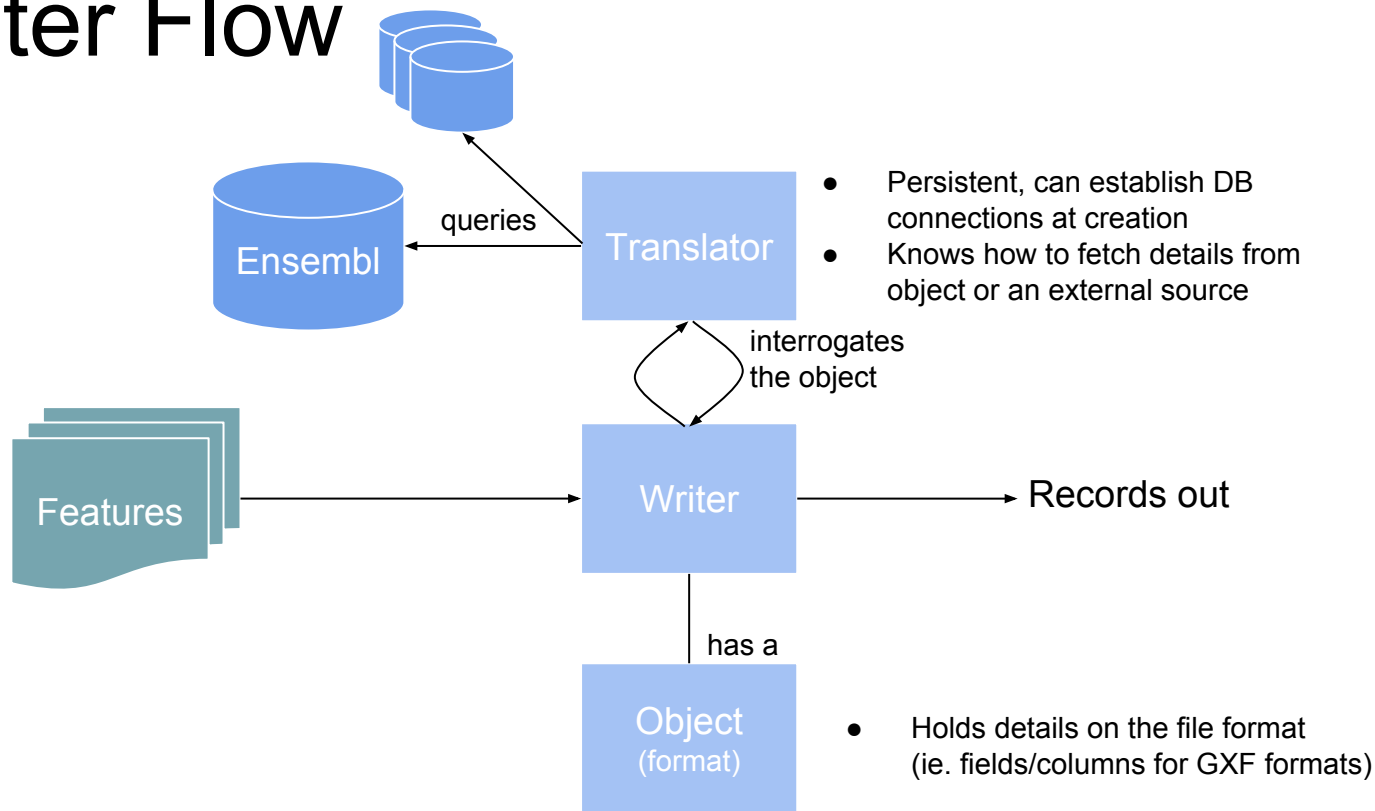 ter Flow
Ensembl
queries
Translator
● Persistent, can establish DB
connections at creation
● Knows how to fetch details from
object or an external source
interrogates
the object
Features
Writer
Records out
has a
Object
(format)
● Holds details on the file format
(ie. fields/columns for GXF formats)